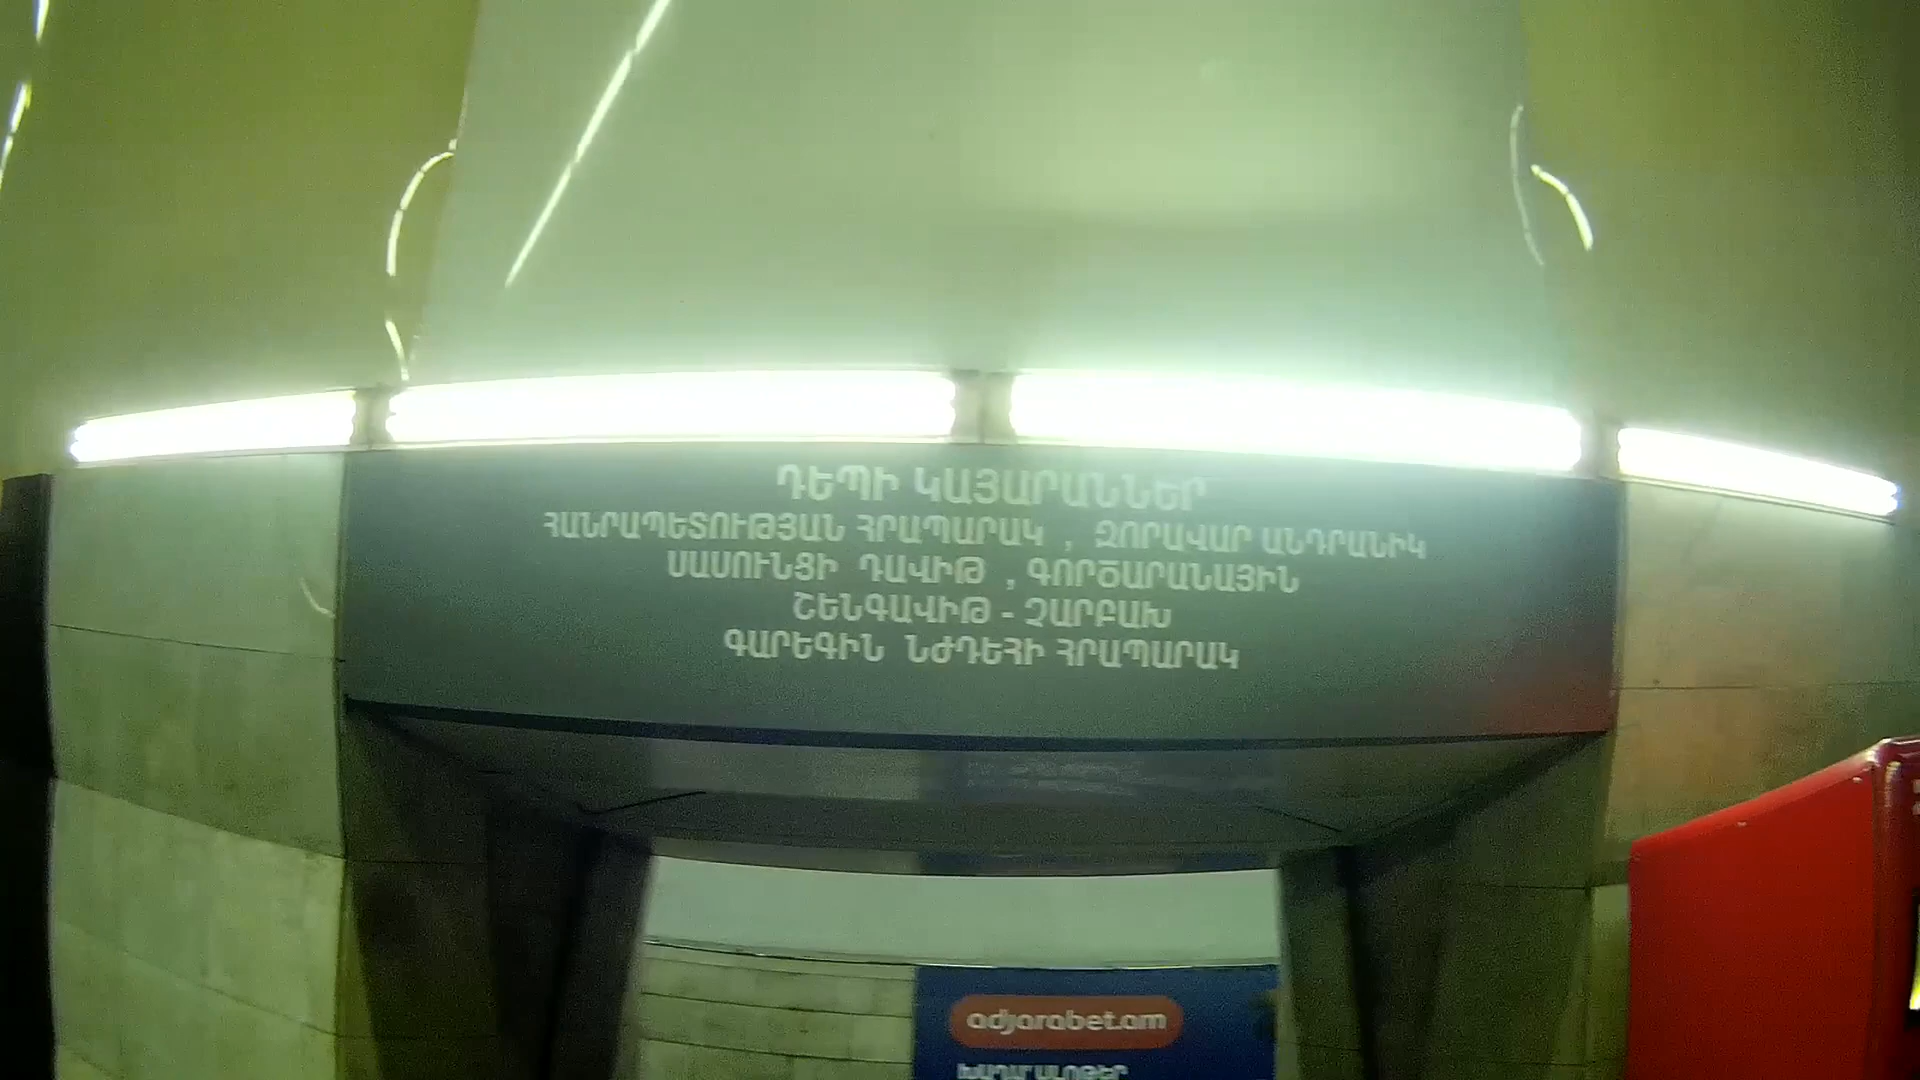 ԴԵՊԻ ԿԱՅԱՐԱՆՆԵՐ
ՀԱՆՐԱՊԵՏՈՒԹՅԱՆ ՀՐԱՊԱՐԱԿ , ԶՈՐԱՎԱՐ ԱՆԴՐԱՆԻԿ
ՍԱՍՈՒՆՑԻ ԴԱՎԻԹ , ԳՈՐԾԱՐԱՆԱՅԻՆ
ՇԵՆԳԱՎԻԹ - ՉԱՐԲԱԽ
ԳԱՐԵԳԻՆ ՆԺԴԵՀԻ ՀՐԱՊԱՐԱԿ
adjarabet.am